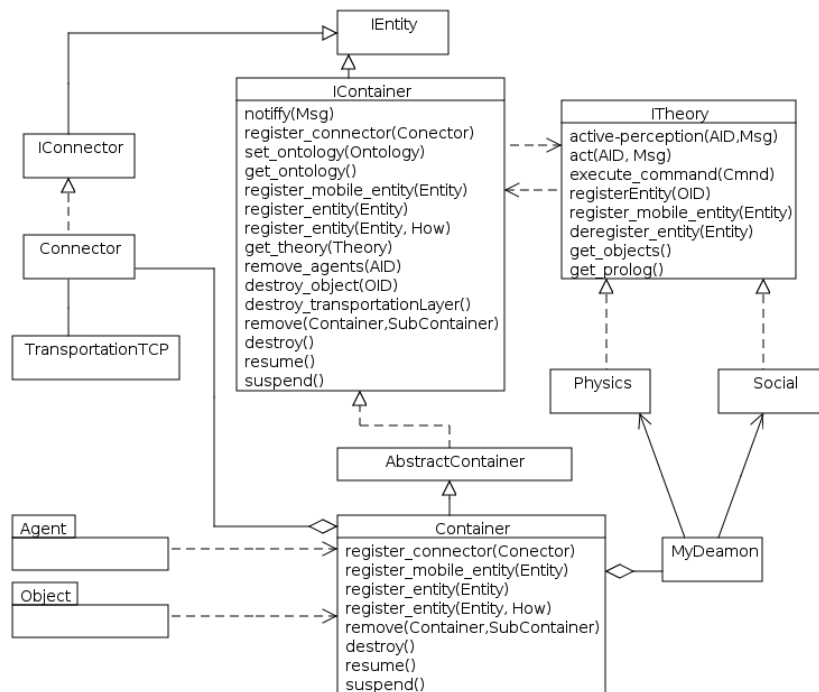 IEntity
IContainer
notiffy(Msg)
register_connector(Conector)
set_ontology(Ontology)
get_ontology()
register_mobile_entity(Entity)
register_entity(Entity)
register_entity(Entity, How)
get_theory(Theory)
remove_agents(AID)
destroy_object(OID)
destroy_transportationLayer()
remove(Container,SubContainer)
destroy()
resume()
suspend()
ITheory
active-perception(AID,Msg)
act(AID, Msg)
execute_command(Cmnd)
registerEntity(OID)
register_mobile_entity(Entity)
deregister_entity(Entity)
get_objects()
get_prolog()
IConnector
Connector
TransportationTCP
Physics
Social
AbstractContainer
Agent
Object
Container
register_connector(Conector)
register_mobile_entity(Entity)
register_entity(Entity)
register_entity(Entity, How)
remove(Container,SubContainer)
destroy()
resume()
suspend()
MyDeamon